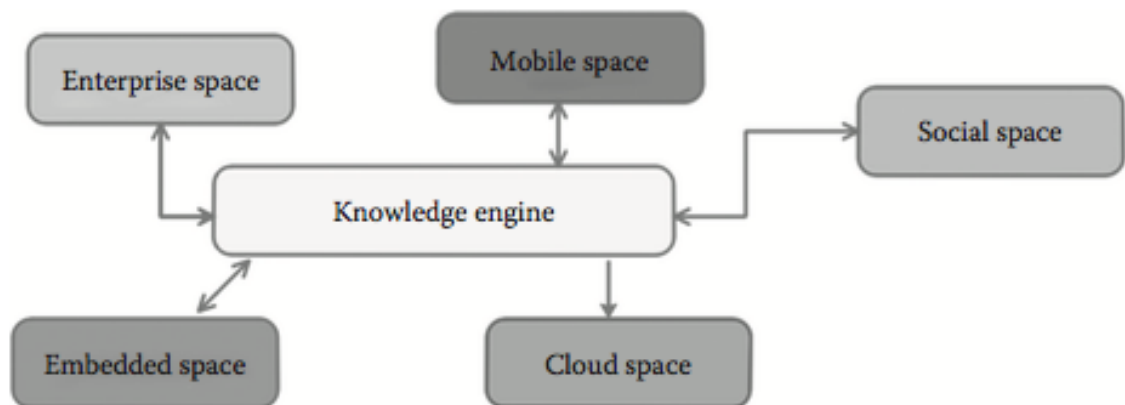 Mobile space
Enterprise space
Social space
Knowledge engine
Embedded space
Cloud space